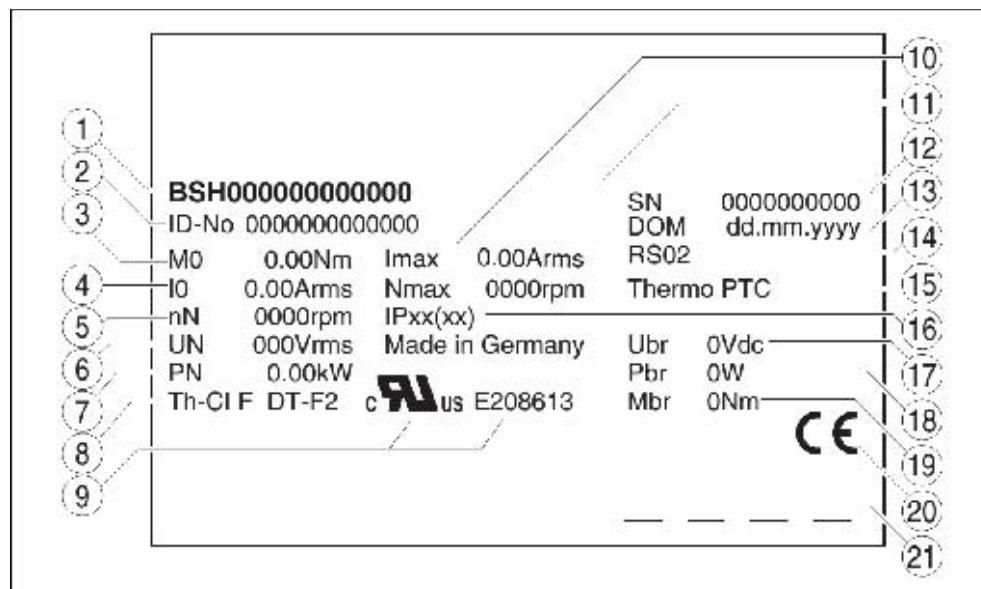 1
2
3
4
5
6
7
8
9
BSH000000000000
ID-No 0000000000000
M0 0.00Nm Imax 0.00Arms
I0 0.00Arms Nmax 0000rpm
nN 0000rpm IPxx(xx)
UN 000Vrms Made in Germany
PN 0.00kW
Th-Cl F DT-F2 c RU US E208613
SN 0000000000
DOM dd.mm.yyyy
RS02
Thermo PTC
Ubr 0Vdc
Pbr 0W
Mbr 0Nm
CE
10
11
12
13
14
15
16
17
18
19
20
21